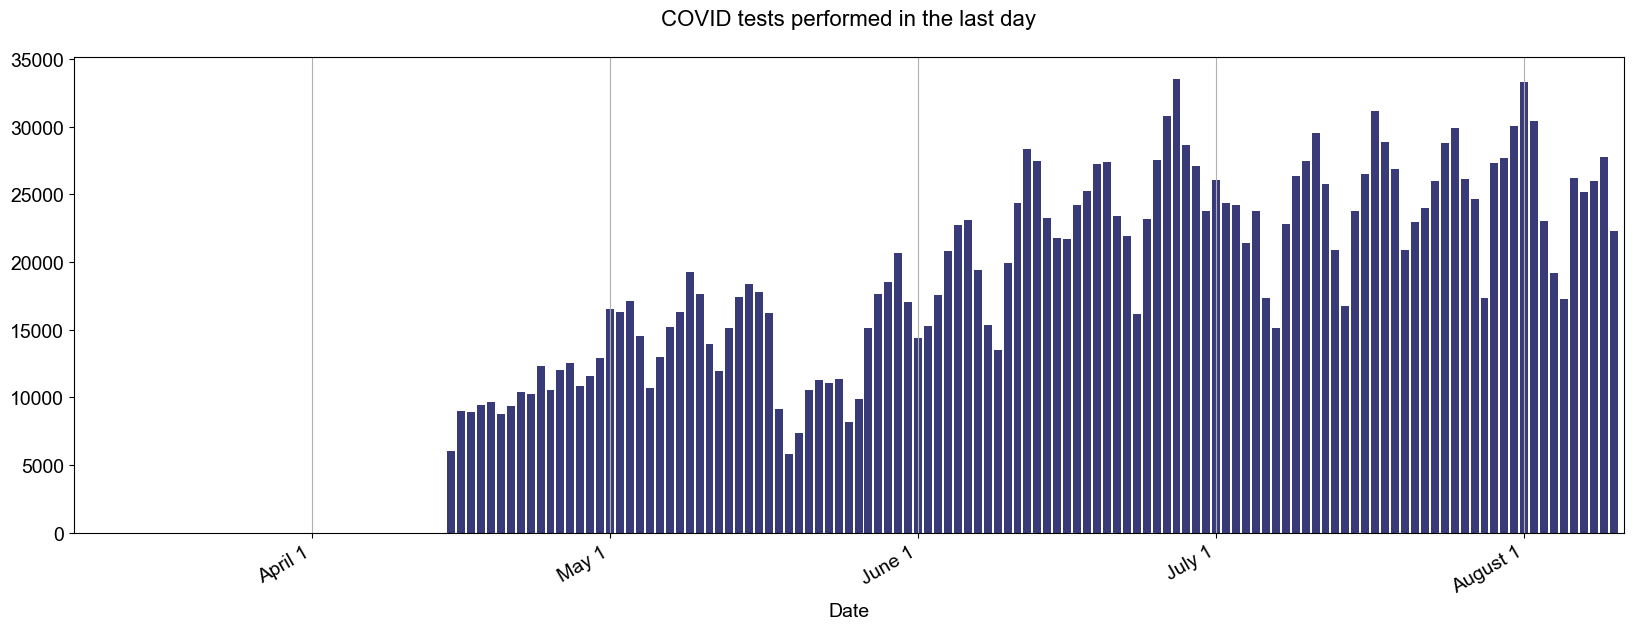 COVID tests performed in the last day
35000
30000
25000
20000
15000
10000
5000
0
April 1
May 1
June 1
July 1
August 1
Date